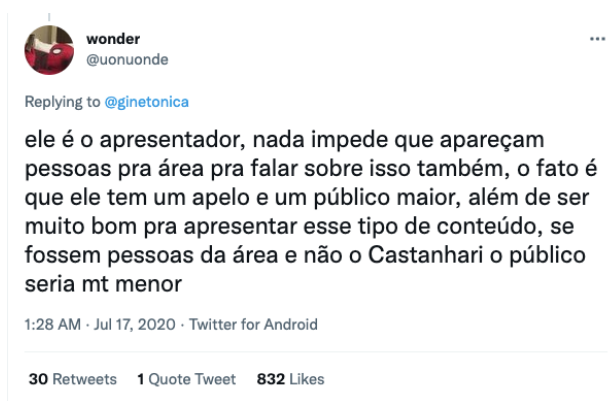 wonder
@uonuonde
Replying to @ginetonica
ele é o apresentador, nada impede que apareçam
pessoas pra área pra falar sobre isso também, o fato é
que ele tem um apelo e um público maior, além de ser
muito bom pra apresentar esse tipo de conteúdo, se
fossem pessoas da área e não o Castanhari o público
seria mt menor
1:28 AM · Jul 17, 2020 · Twitter for Android
30 Retweets 1 Quote Tweet 832 Likes